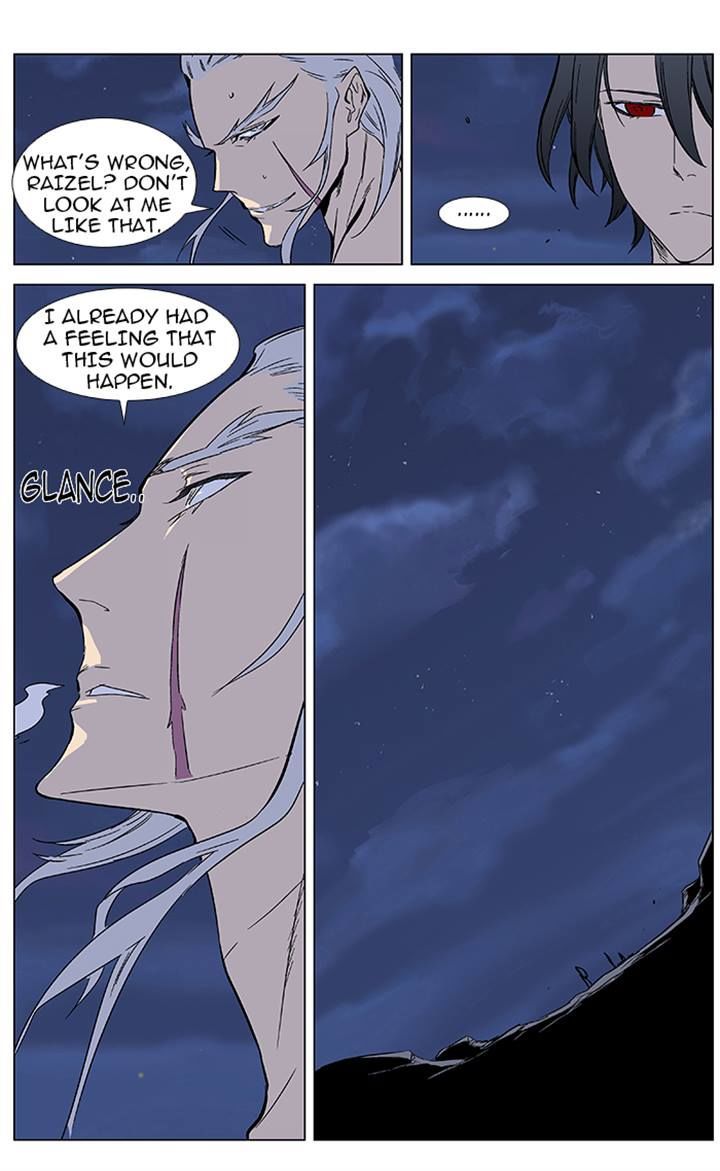 WHAT'S WRONG,
RAIZEL? DON'T
LOOK AT ME
LIKE THAT.
......
I ALREADY HAD
A FEELING THAT
THIS WOULD
HAPPEN.
GLANCE..